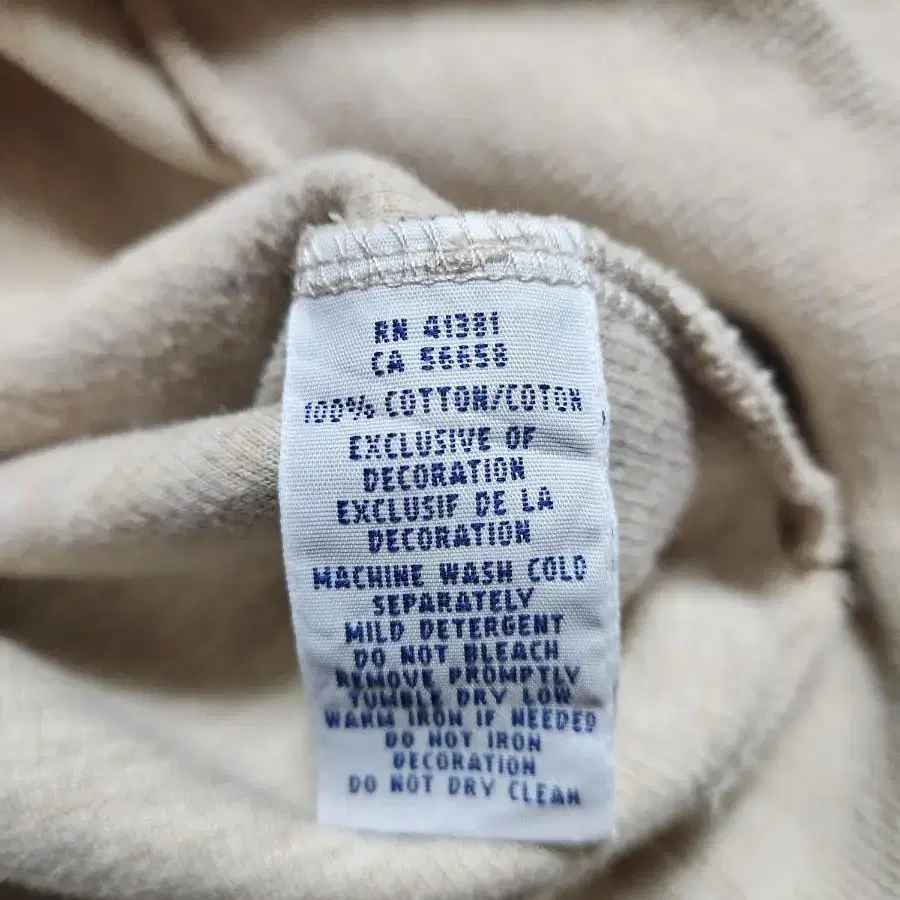 RN 41381
CA 56658
100% COTTON/COTON
EXCLUSIVE OF
DECORATION
EXCLUSIF DE LA
DECORATION
MACHINE WASH COLD
SEPARATELY
MILD DETERGENT
DO NOT BLEACH
REMOVE PROMPTLY
TUMBLE DRY LOW
WARM IRON IF NEEDED
DO NOT IRON
DECORATION
DO NOT DRY CLEAN